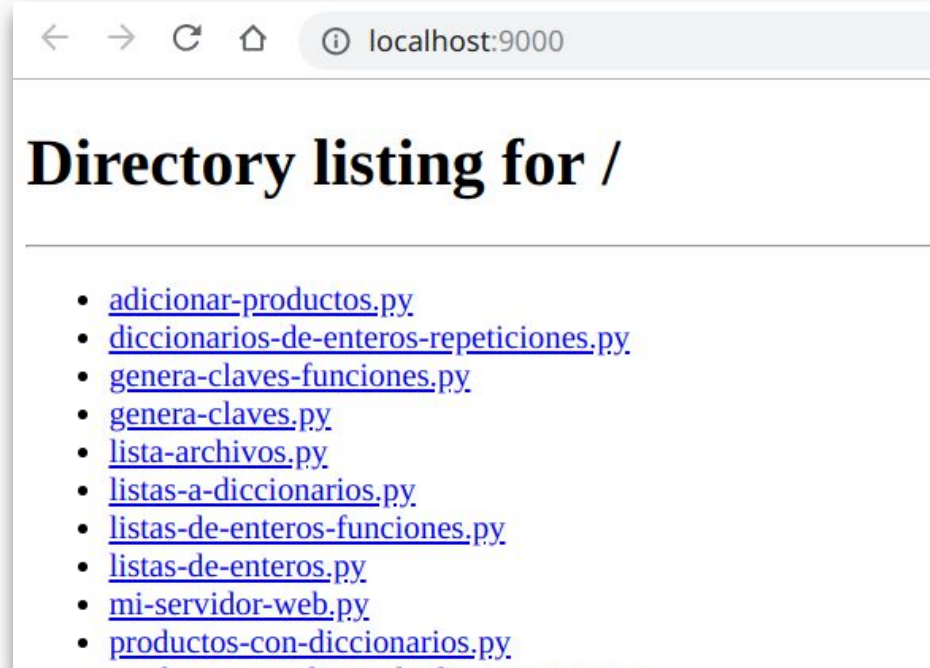 localhost:9000
Directory listing for /
adicionar-productos.py
diccionarios-de-enteros-repeticiones.py
genera-claves-funciones.py
genera-claves.py
lista-archivos.py
listas-a-diccionarios.py
listas-de-enteros-funciones.py
listas-de-enteros.py
mi-servidor-web.py
productos-con-diccionarios.py